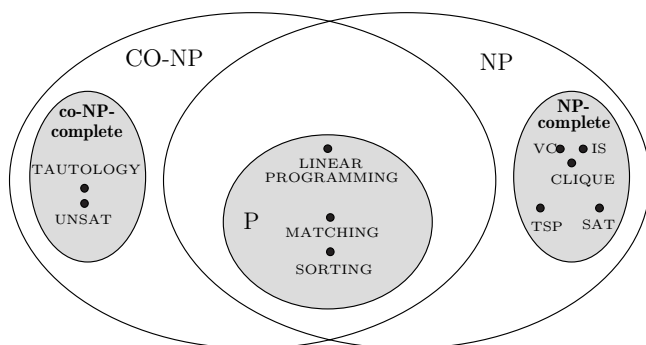 CO-NP
NP
co-NP-
complete
TAUTOLOGY
UNSAT
LINEAR
PROGRAMMING
P
MATCHING
SORTING
NP-
complete
VC IS
CLIQUE
TSP SAT